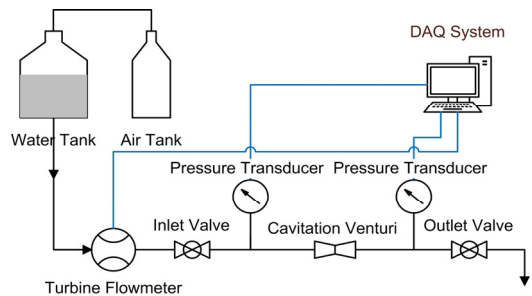 DAQ System
Water Tank
Air Tank
Pressure Transducer
Pressure Transducer
Inlet Valve
Cavitation Venturi
Outlet Valve
Turbine Flowmeter